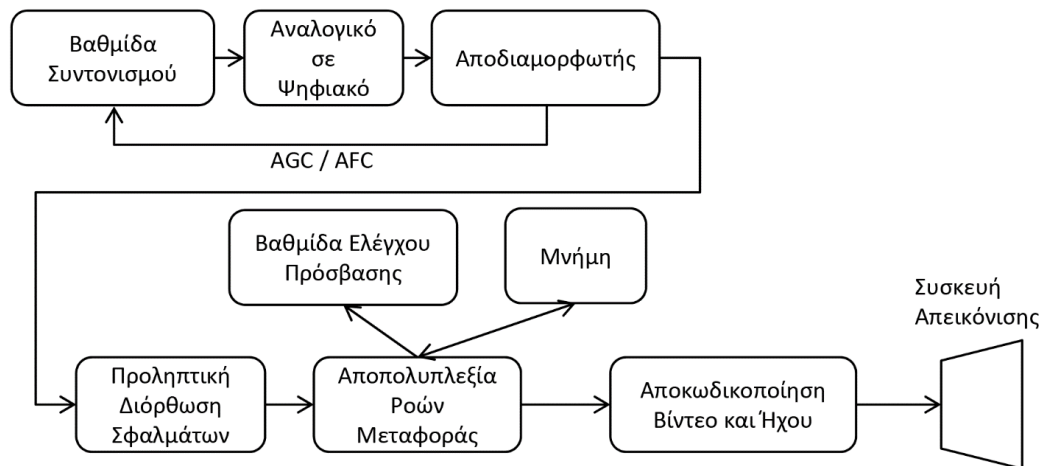 Βαθμίδα
Συντονισμού
Αναλογικό
σε
Ψηφιακό
Αποδιαμορφωτής
AGC / AFC
Βαθμίδα Ελέγχου
Πρόσβασης
Μνήμη
Συσκευή
Απεικόνισης
Προληπτική
Διόρθωση
Σφαλμάτων
Αποπολυπλεξία
Ροών
Μεταφοράς
Αποκωδικοποίηση
Βίντεο και Ήχου